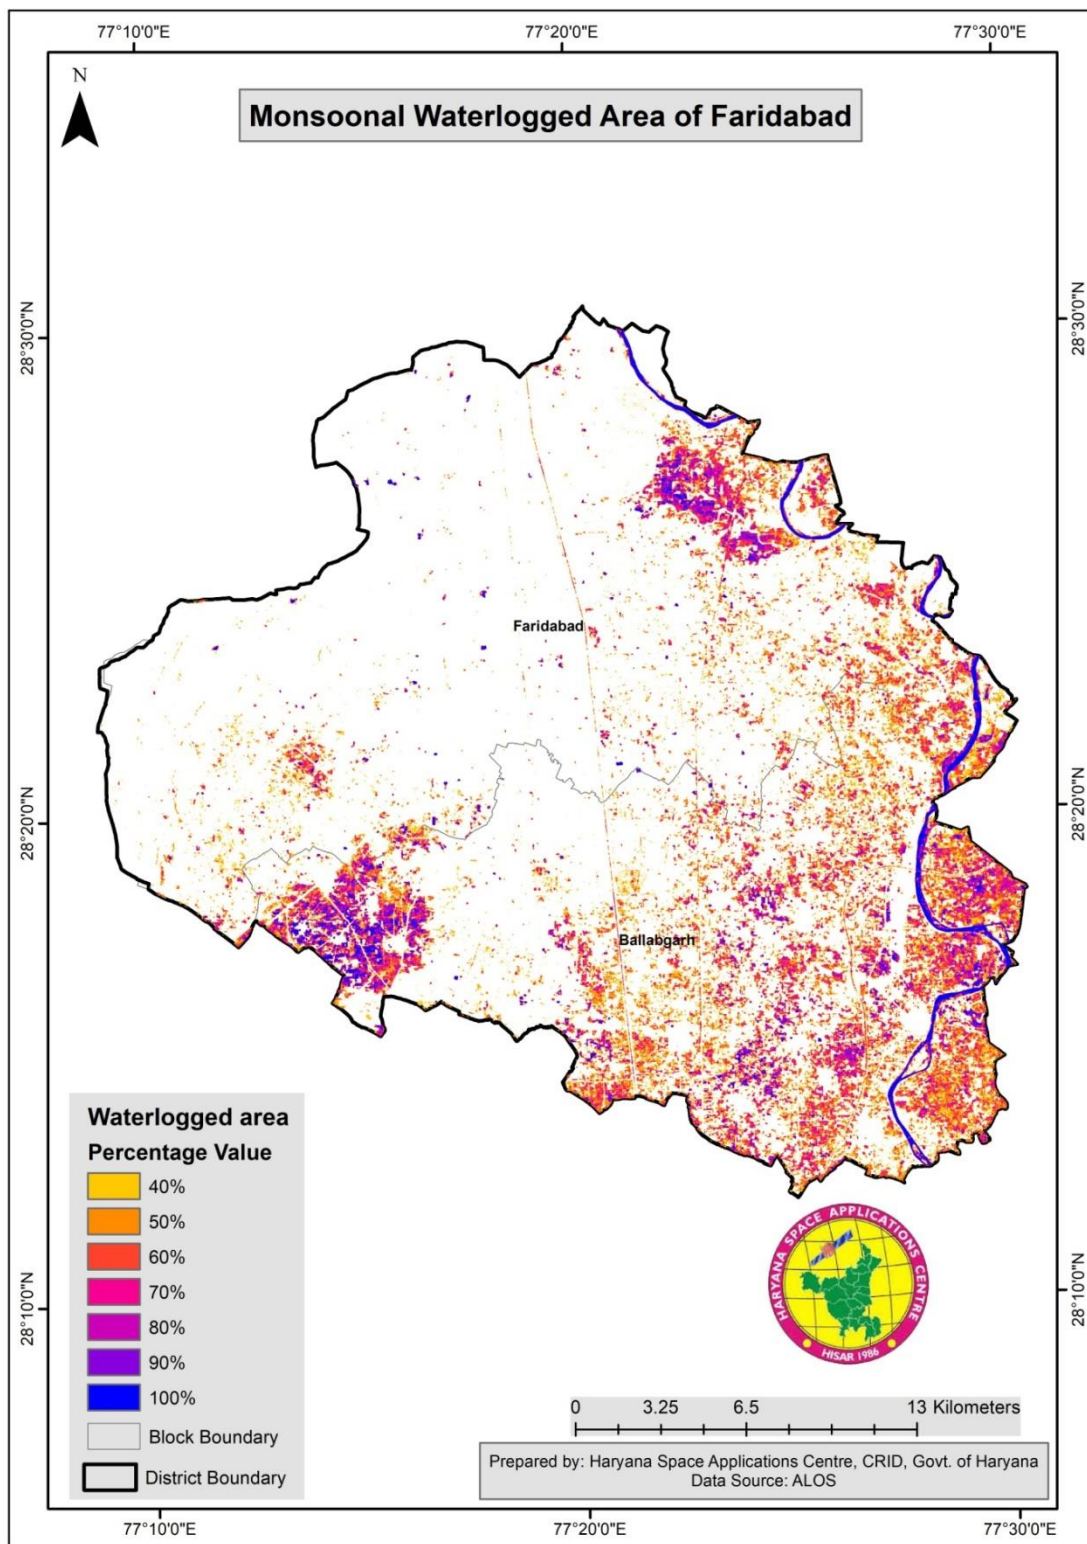 77°10'0"E
77°20'0"E
77°30'0"E
N
Monsoonal Waterlogged Area of Faridabad
28°30'0"N
28°30'0"N
Faridabad
28°20'0"N
28°20'0"N
Ballabgarh
Waterlogged area
Percentage Value
40%
50%
60%
70%
80%
90%
100%
Block Boundary
District Boundary
28°10'0"N
28°10'0"N
HARYANA SPACE APPLICATIONS CENTRE
HISAR 1986
0 3.25 6.5 13 Kilometers
Prepared by: Haryana Space Applications Centre, CRID, Govt. of Haryana
Data Source: ALOS
77°10'0"E
77°20'0"E
77°30'0"E